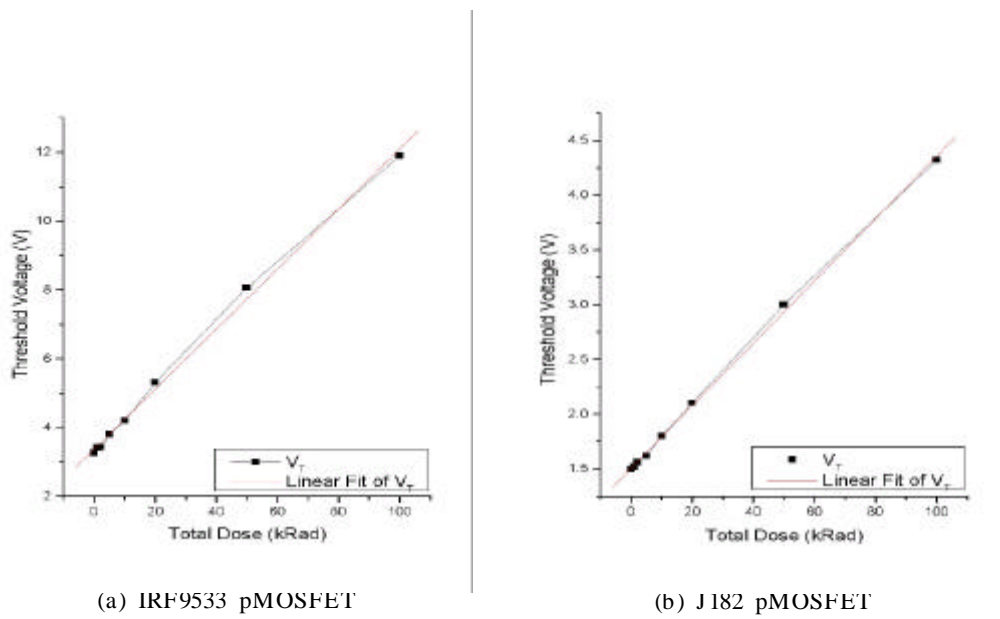 12
10
8
6
4
2
Threshold Voltage (V)
0 20 40 60 80 100
Total Dose (kRad)
V_T
Linear Fit of V_T
(a) IRF9533 pMOSFET
4.5
4.0
3.5
3.0
2.5
2.0
1.5
Threshold Voltage (V)
0 20 40 60 80 100
Total Dose (kRad)
V_T
Linear Fit of V_T
(b) J182 pMOSFET